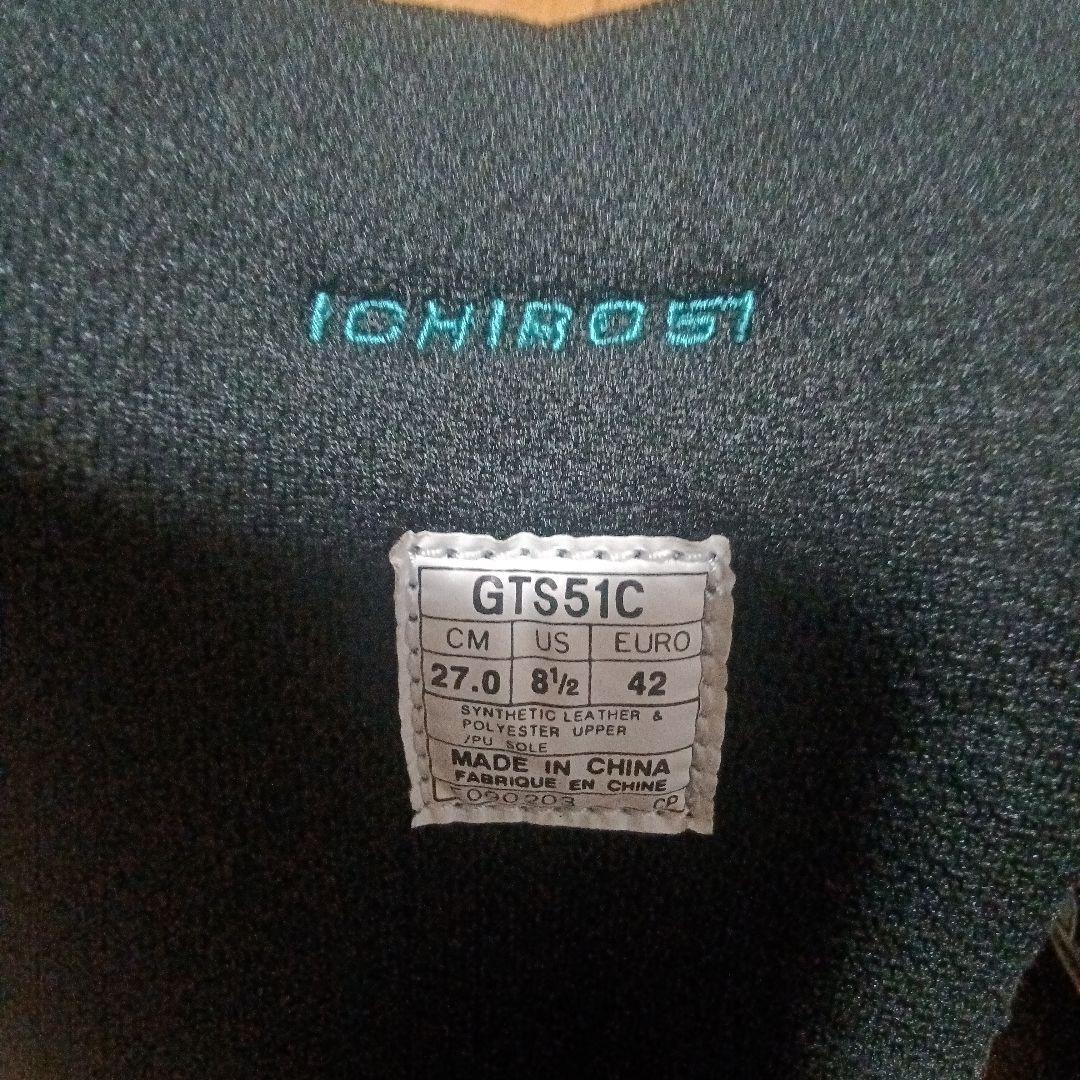 ICHIRO51
GTS51C
CM US EURO
27.0 8½ 42
SYNTHETIC LEATHER &
POLYESTER UPPER
/PU SOLE
MADE IN CHINA
FABRIQUE EN CHINE
CP